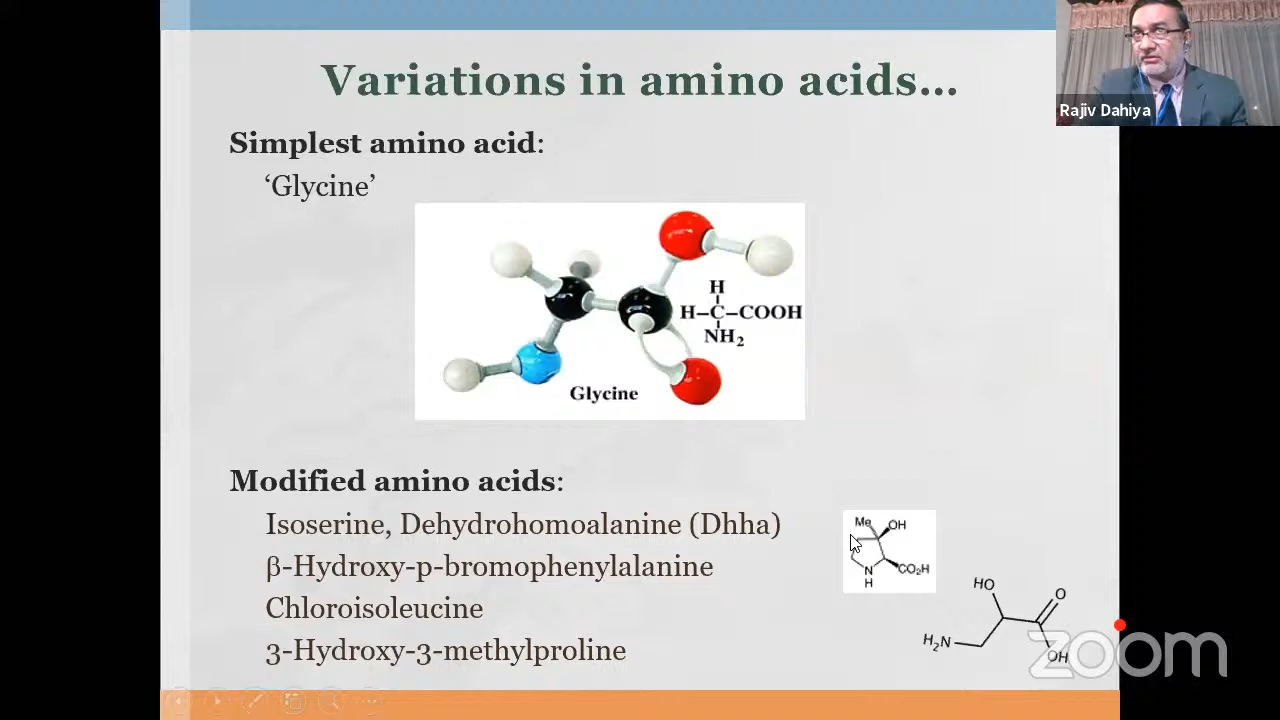 Variations in amino acids...
Rajiv Dahiya
Simplest amino acid:
‘Glycine’
H
H–C–COOH
NH2
Glycine
Modified amino acids:
Isoserine, Dehydrohomoalanine (Dhha)
β-Hydroxy-p-bromophenylalanine
Chloroisoleucine
3-Hydroxy-3-methylproline
Me OH
N
H
CO₂H
HO
O
H₂N
OH
zoom